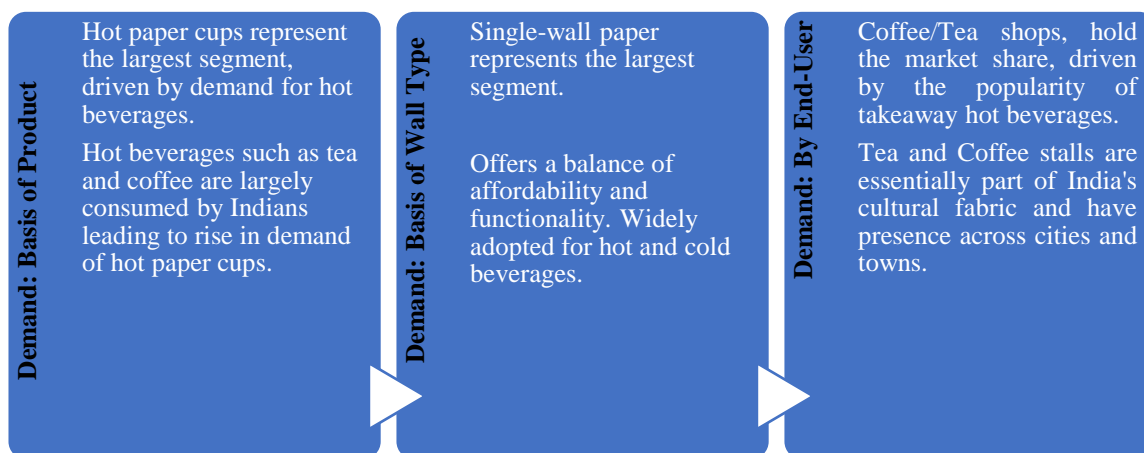 Demand: Basis of Product
Hot paper cups represent
the largest segment,
driven by demand for hot
beverages.
Hot beverages such as tea
and coffee are largely
consumed by Indians
leading to rise in demand
of hot paper cups.
Demand: Basis of Wall Type
Single-wall paper
represents the largest
segment.
Offers a balance of
affordability and
functionality. Widely
adopted for hot and cold
beverages.
Demand: By End-User
Coffee/Tea shops, hold
the market share, driven
by the popularity of
takeaway hot beverages.
Tea and Coffee stalls are
essentially part of India's
cultural fabric and have
presence across cities and
towns.